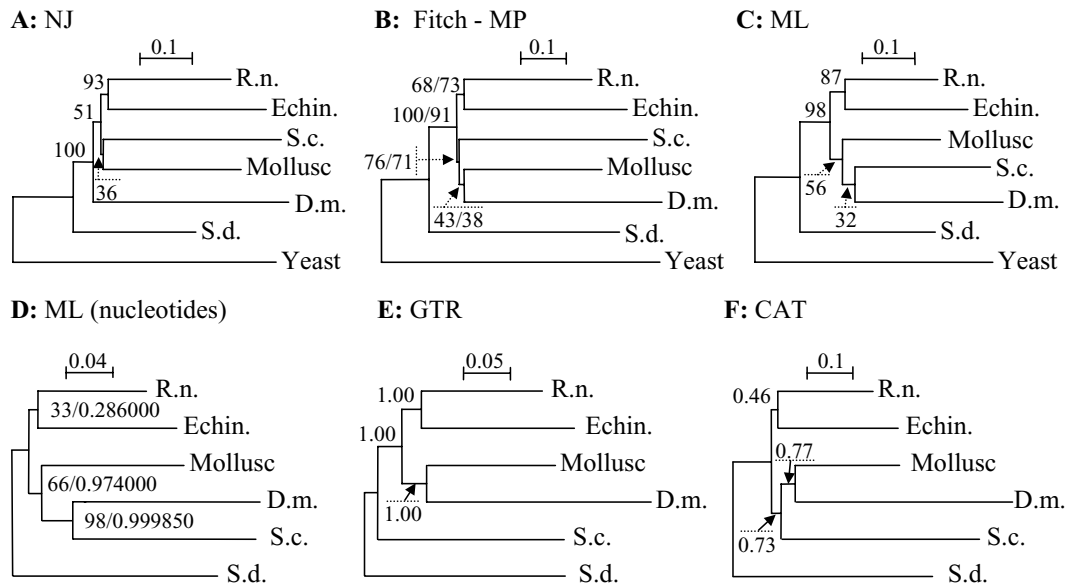 A: NJ
0.1
93
R.n.
51
Echin.
S.c.
100
Mollusc
36
D.m.
S.d.
Yeast
B: Fitch - MP
0.1
68/73
R.n.
100/91
Echin.
S.c.
76/71
Mollusc
43/38
D.m.
S.d.
Yeast
C: ML
0.1
87
R.n.
98
Echin.
Mollusc
S.c.
56
32
D.m.
S.d.
Yeast
D: ML (nucleotides)
0.04
R.n.
33/0.286000
Echin.
Mollusc
66/0.974000
D.m.
98/0.999850
S.c.
S.d.
E: GTR
0.05
1.00
R.n.
1.00
Echin.
Mollusc
1.00
D.m.
S.c.
S.d.
F: CAT
0.1
0.46
R.n.
Echin.
0.77
Mollusc
D.m.
0.73
S.c.
S.d.